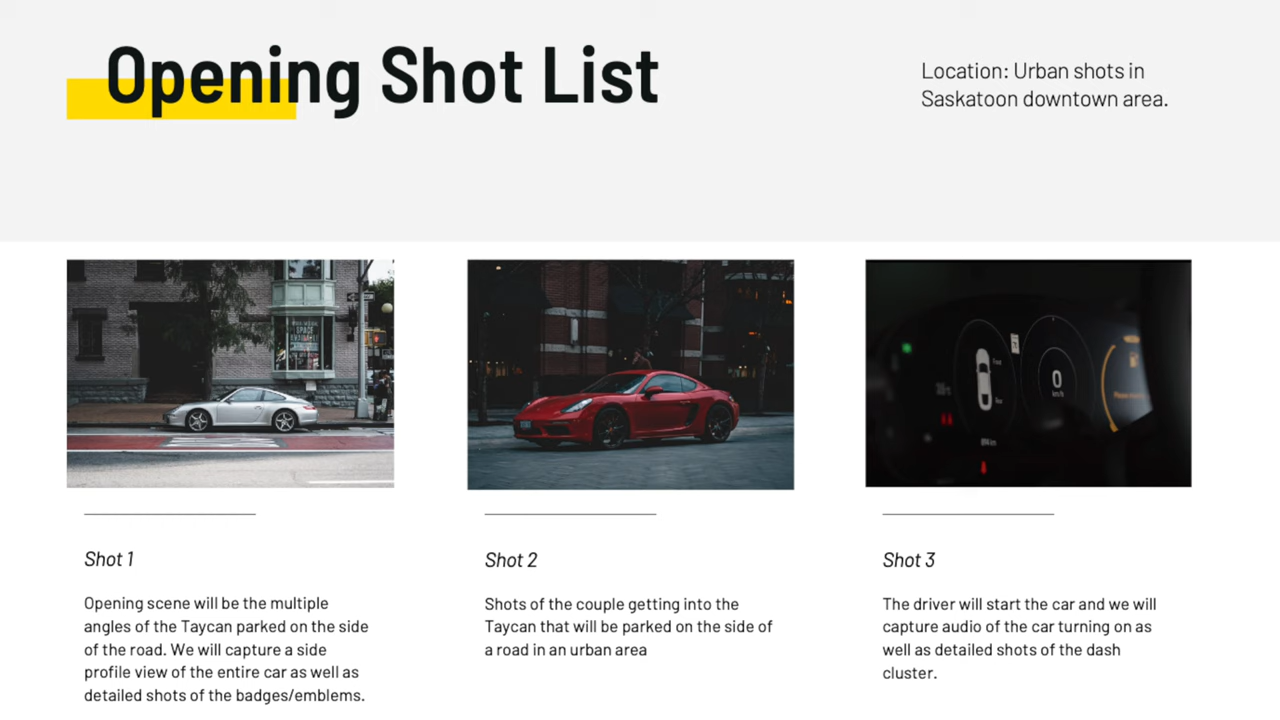 Opening Shot List
Location: Urban shots in
Saskatoon downtown area.
SPACE
0
km/h
Shot 1
Opening scene will be the multiple
angles of the Taycan parked on the side
of the road. We will capture a side
profile view of the entire car as well as
detailed shots of the badges/emblems.
Shot 2
Shots of the couple getting into the
Taycan that will be parked on the side of
a road in an urban area
Shot 3
The driver will start the car and we will
capture audio of the car turning on as
well as detailed shots of the dash
cluster.